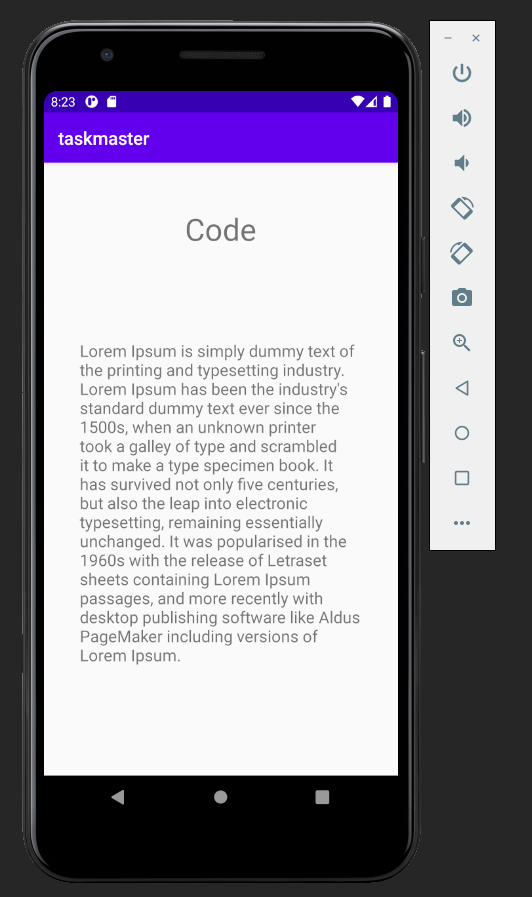 8:23
taskmaster
Code
Lorem Ipsum is simply dummy text of
the printing and typesetting industry.
Lorem Ipsum has been the industry's
standard dummy text ever since the
1500s, when an unknown printer
took a galley of type and scrambled
it to make a type specimen book. It
has survived not only five centuries,
but also the leap into electronic
typesetting, remaining essentially
unchanged. It was popularised in the
1960s with the release of Letraset
sheets containing Lorem Ipsum
passages, and more recently with
desktop publishing software like Aldus
PageMaker including versions of
Lorem Ipsum.